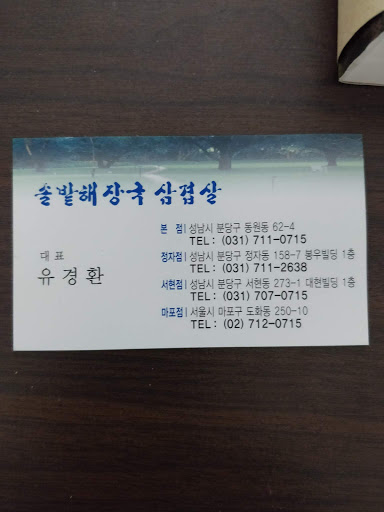 솔밭해장국 삼겹살
대 표
유 경 환
본 점 | 성남시 분당구 동원동 62-4
TEL : (031) 711-0715
정자점 | 성남시 분당구 정자동 158-7 봉우빌딩 1층
TEL : (031) 711-2638
서현점 | 성남시 분당구 서현동 273-1 대현빌딩 1층
TEL : (031) 707-0715
마포점 | 서울시 마포구 도화동 250-10
TEL : (02) 712-0715